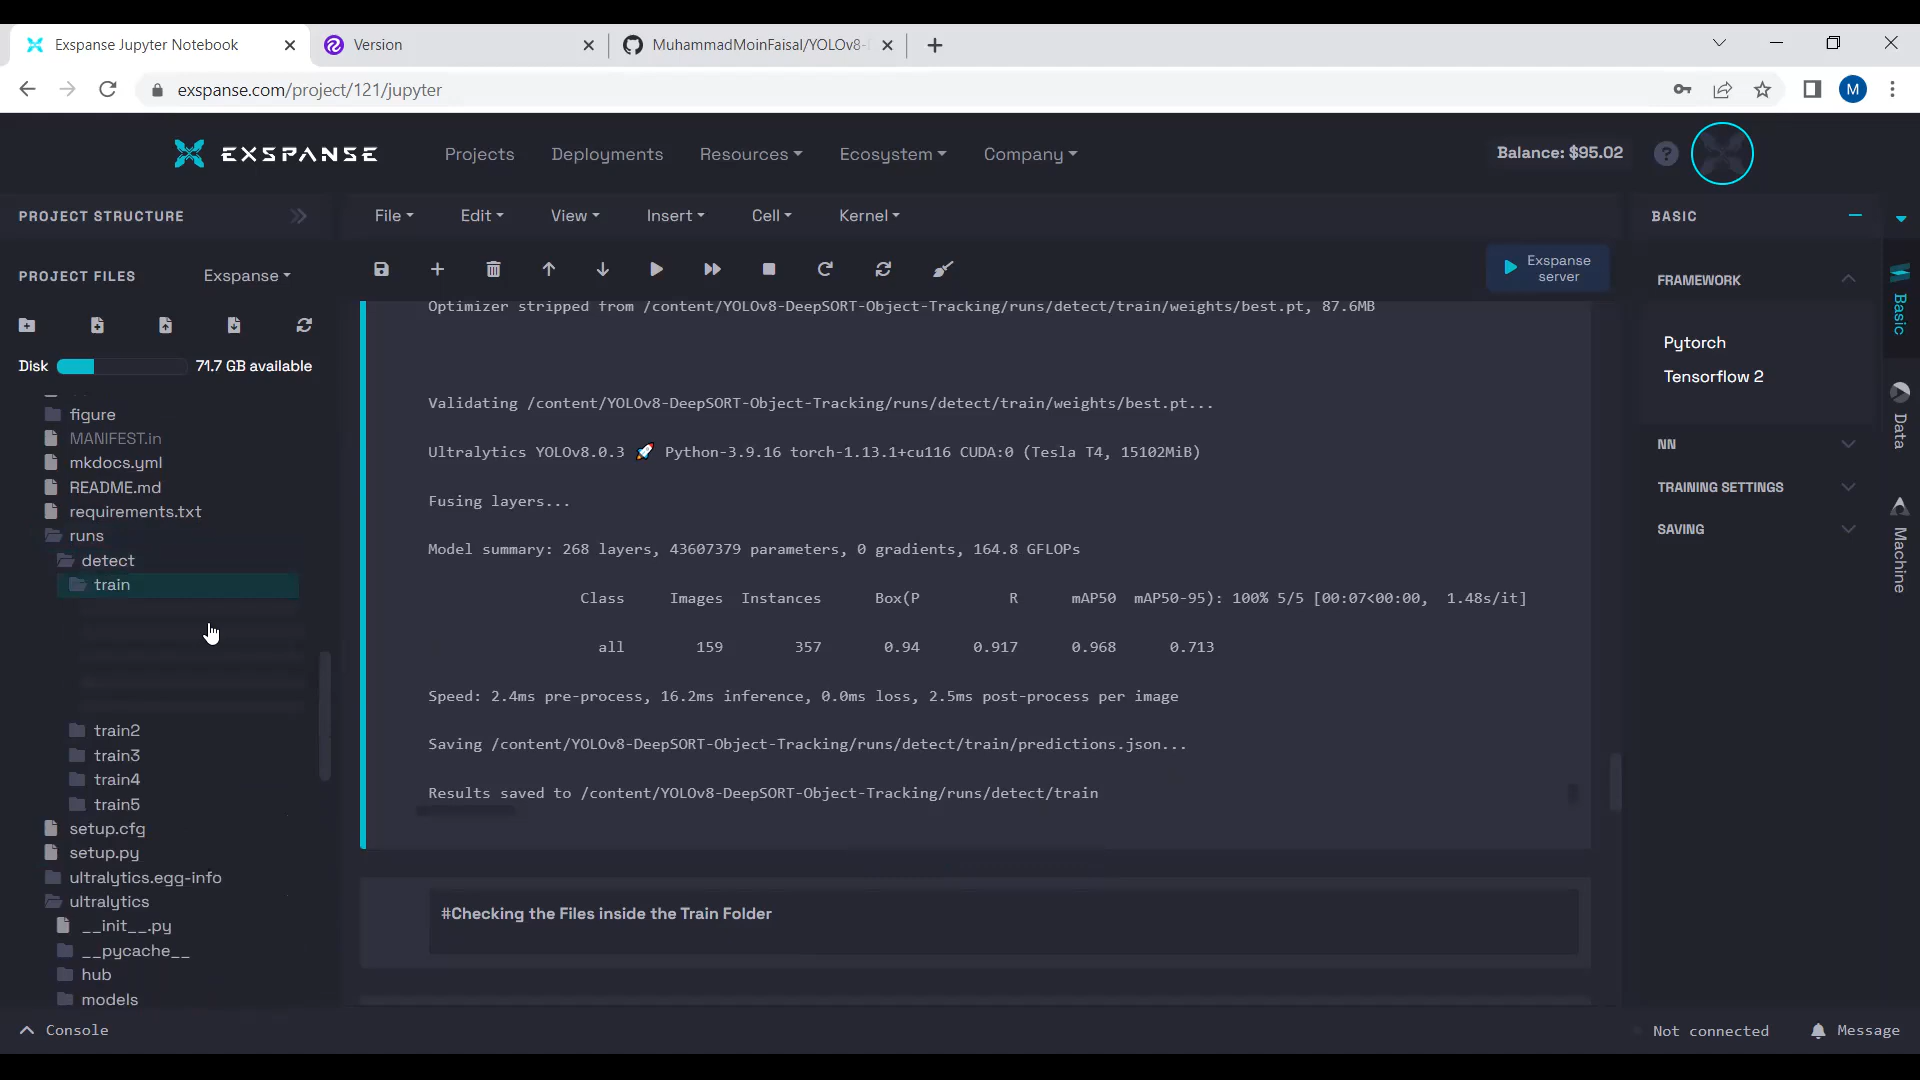 Exspanse Jupyter Notebook
Version
MuhammadMoinFaisal/YOLOv8-
exspanse.com/project/121/jupyter
M
EXSPANSE
Projects
Deployments
Resources
Ecosystem
Company
Balance: $95.02
?
PROJECT STRUCTURE
File
Edit
View
Insert
Cell
Kernel
BASIC
PROJECT FILES
Exspanse
Exspanse
server
FRAMEWORK
Pytorch
Tensorflow 2
NN
TRAINING SETTINGS
SAVING
Basic
Data
Machine
Disk
71.7 GB available
figure
MANIFEST.in
mkdocs.yml
README.md
requirements.txt
runs
detect
train
train2
train3
train4
train5
setup.cfg
setup.py
ultralytics.egg-info
ultralytics
__init__.py
__pycache__
hub
models
Optimizer stripped from /content/YOLOv8-DeepSORT-Object-Tracking/runs/detect/train/weights/best.pt, 87.6MB
Validating /content/YOLOv8-DeepSORT-Object-Tracking/runs/detect/train/weights/best.pt...
Ultralytics YOLOv8.0.3 🚀 Python-3.9.16 torch-1.13.1+cu116 CUDA:0 (Tesla T4, 15102MiB)
Fusing layers...
Model summary: 268 layers, 43607379 parameters, 0 gradients, 164.8 GFLOPs
Class Images Instances Box(P R mAP50 mAP50-95): 100% 5/5 [00:07<00:00, 1.48s/it]
all 159 357 0.94 0.917 0.968 0.713
Speed: 2.4ms pre-process, 16.2ms inference, 0.0ms loss, 2.5ms post-process per image
Saving /content/YOLOv8-DeepSORT-Object-Tracking/runs/detect/train/predictions.json...
Results saved to /content/YOLOv8-DeepSORT-Object-Tracking/runs/detect/train
#Checking the Files inside the Train Folder
Console
Not connected
Message